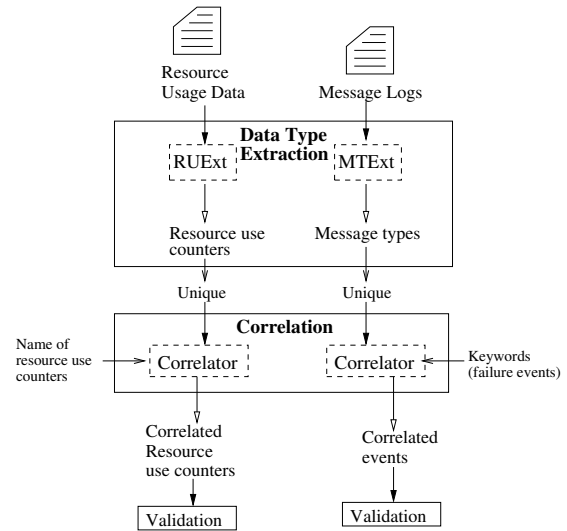 Resource
Usage Data
Message Logs
Data Type
Extraction
RUExt
MTExt
Resource use
counters
Message types
Unique
Unique
Correlation
Name of
resource use
counters
Correlator
Correlator
Keywords
(failure events)
Correlated
Resource
use counters
Correlated
events
Validation
Validation